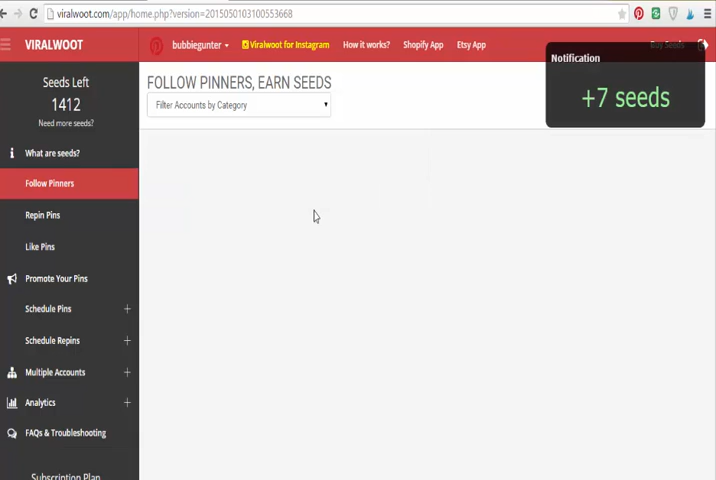 viralwoot.com/app/home.php?version=2015050103100553668
VIRALWOOT
bubbiegunter
Viralwoot for Instagram
How it works?
Shopify App
Etsy App
Buy Seeds
Notification
+7 seeds
Seeds Left
1412
Need more seeds?
FOLLOW PINNERS, EARN SEEDS
Filter Accounts by Category
What are seeds?
Follow Pinners
Repin Pins
Like Pins
Promote Your Pins
Schedule Pins
Schedule Repins
Multiple Accounts
Analytics
FAQs & Troubleshooting
Subscription Plan